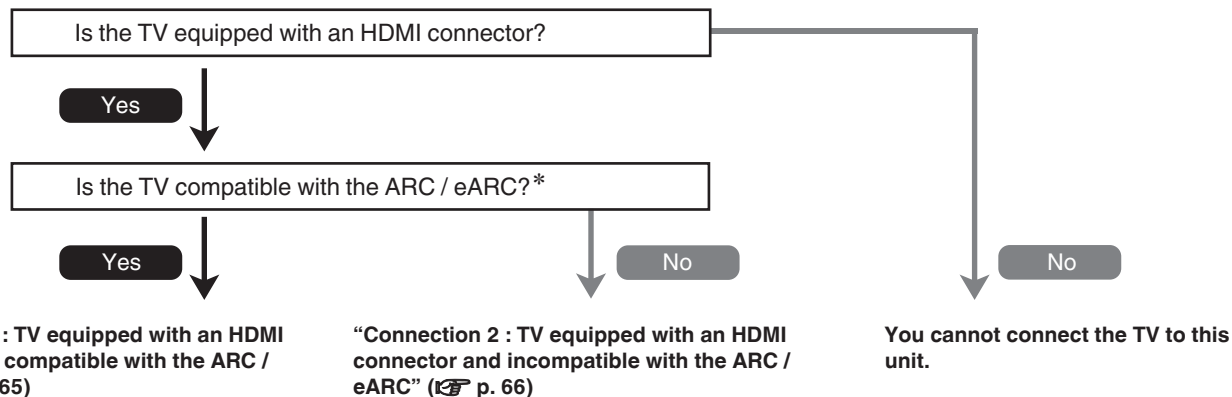 Is the TV equipped with an HDMI connector?
Yes
Is the TV compatible with the ARC / eARC?*
Yes
No
No
: TV equipped with an HDMI
compatible with the ARC /
65)
“Connection 2 : TV equipped with an HDMI
connector and incompatible with the ARC /
eARC” (☞ p. 66)
You cannot connect the TV to this
unit.